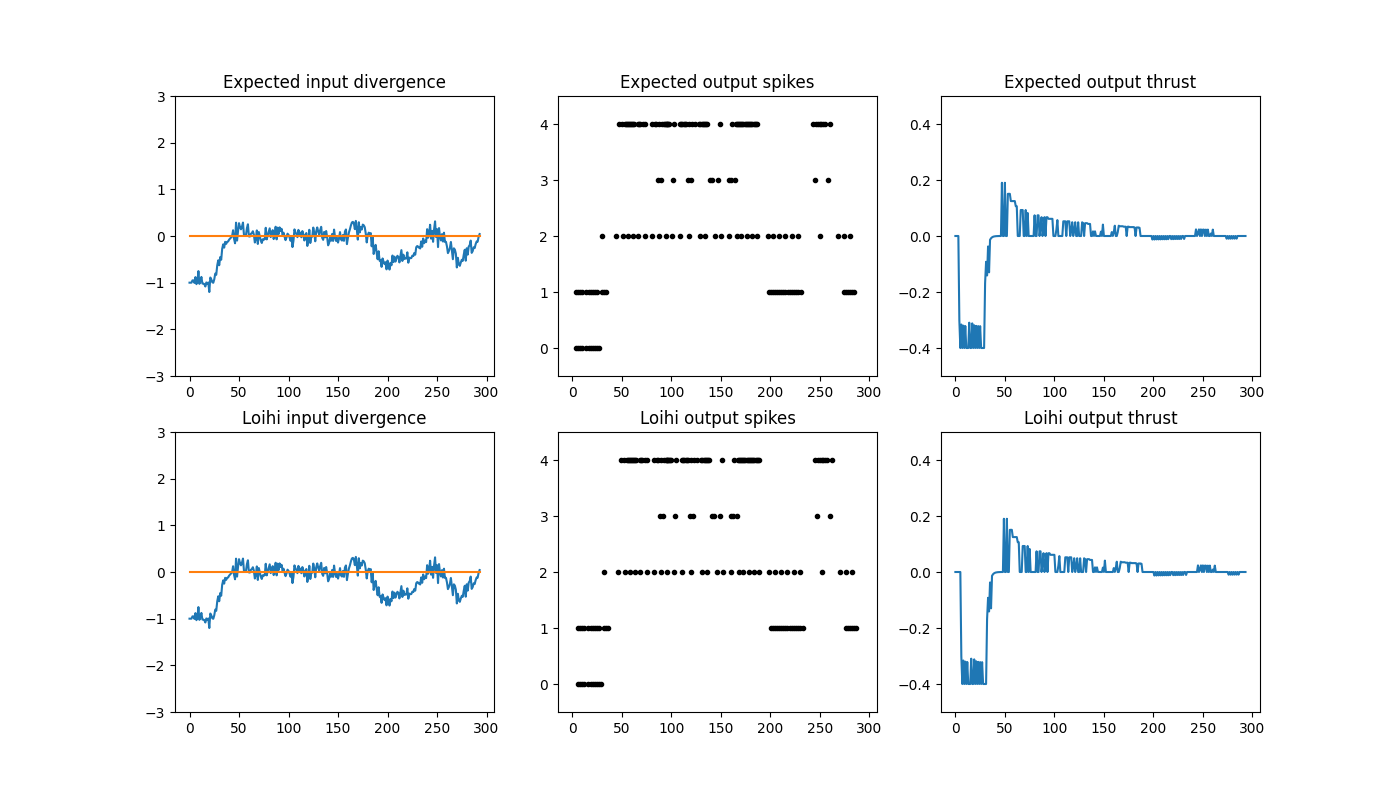 Expected input divergence
3
2
1
0
−1
−2
−3
0 50 100 150 200 250 300
Expected output spikes
4
3
2
1
0
0 50 100 150 200 250 300
Expected output thrust
0.4
0.2
0.0
−0.2
−0.4
0 50 100 150 200 250 300
Loihi input divergence
3
2
1
0
−1
−2
−3
0 50 100 150 200 250 300
Loihi output spikes
4
3
2
1
0
0 50 100 150 200 250 300
Loihi output thrust
0.4
0.2
0.0
−0.2
−0.4
0 50 100 150 200 250 300